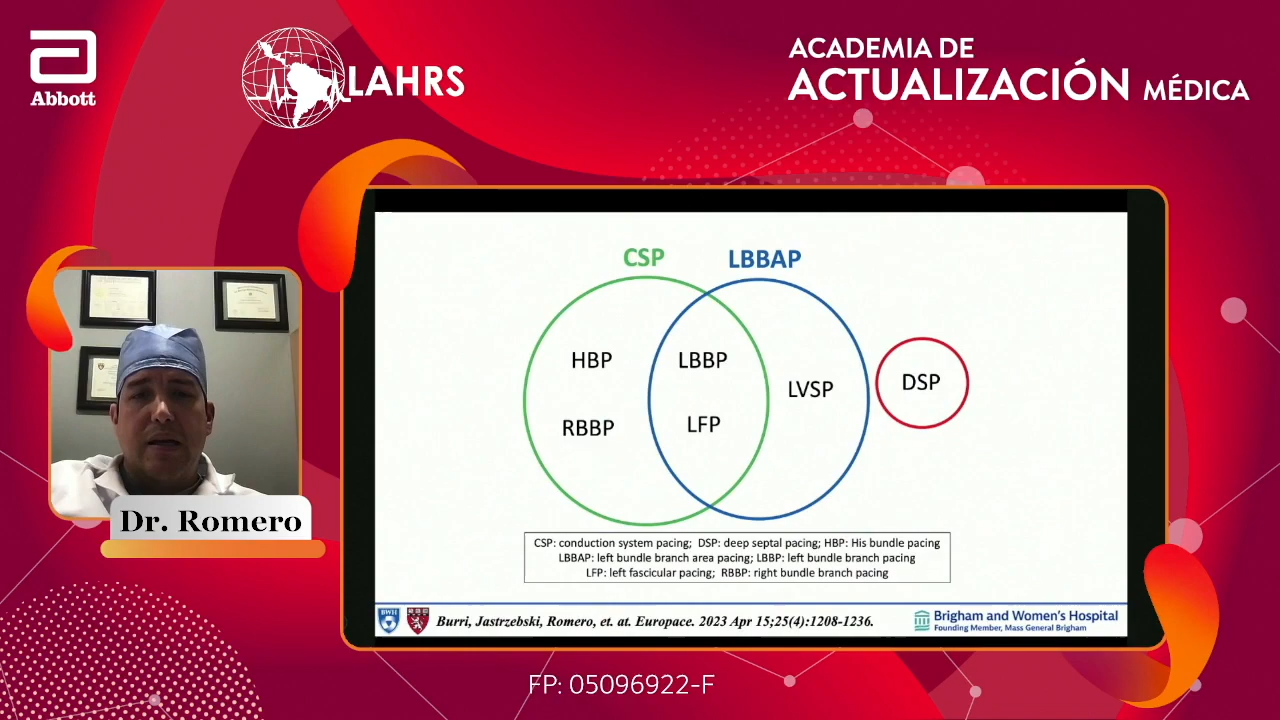 Abbott
LAHRS
ACADEMIA DE
ACTUALIZACIÓN MÉDICA
CSP
LBBAP
HBP
LBBP
LVSP
DSP
RBBP
LFP
CSP: conduction system pacing; DSP: deep septal pacing; HBP: His bundle pacing
LBBAP: left bundle branch area pacing; LBBP: left bundle branch pacing
LFP: left fascicular pacing; RBBP: right bundle branch pacing
Dr. Romero
BWH
Burri, Jastrzebski, Romero, et. at. Europace. 2023 Apr 15;25(4):1208-1236.
Brigham and Women's Hospital
Founding Member, Mass General Brigham
FP: 05096922-F